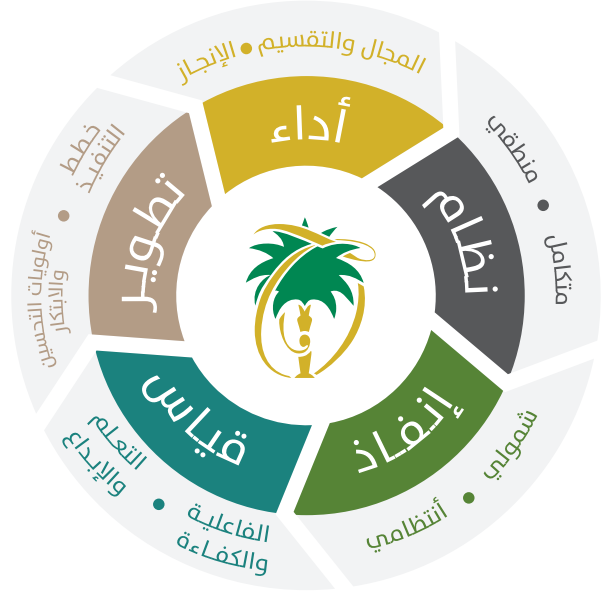 أداء
المجال والتقسيم • الإنجاز
نظام
منطقي • متكامل
إنفاذ
شمولي • أنتظامي
قياس
التعلم
والإبداع
•
الفاعلية
والكفاءة
تطوير
خطط
التنفيذ
•
أولويات التحسين
والابتكار